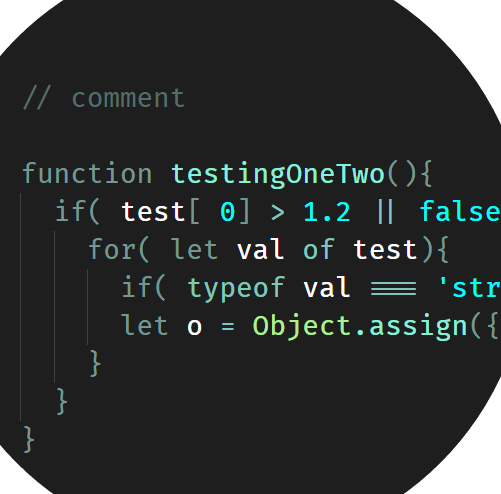 // comment
function testingOneTwo(){
if( test[ 0] > 1.2 || false
for( let val of test){
if( typeof val === 'str
let o = Object.assign({
}
}
}